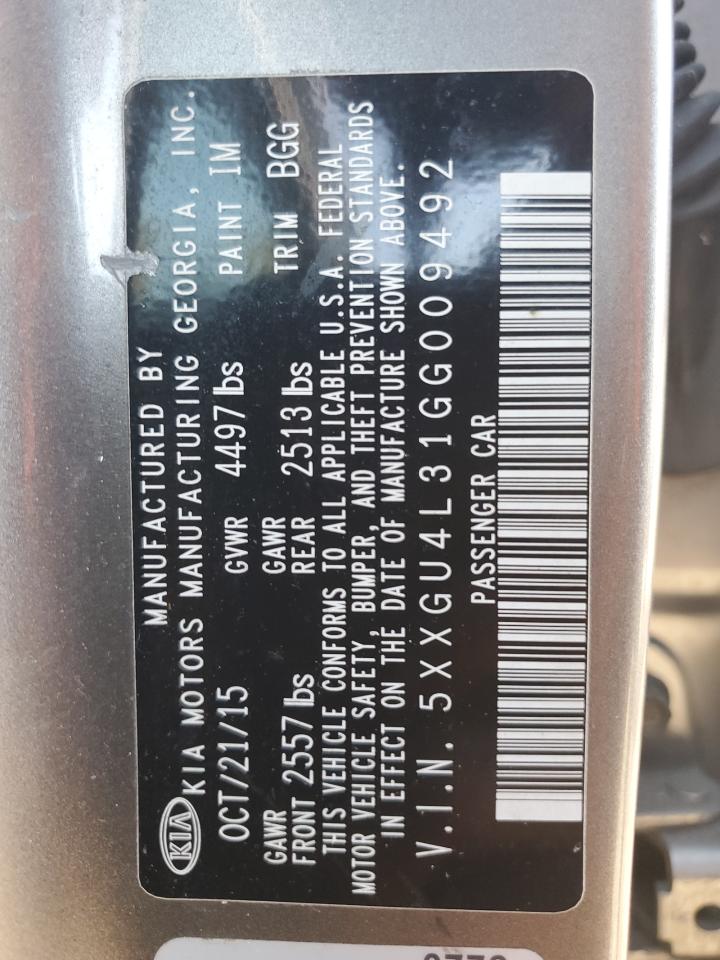 MANUFACTURED BY
KIA KIA MOTORS MANUFACTURING GEORGIA, INC.
OCT/21/15 GVWR 4497 lbs PAINT IM
GAWR FRONT 2557 lbs GAWR REAR 2513 lbs TRIM BGG
THIS VEHICLE CONFORMS TO ALL APPLICABLE U.S.A. FEDERAL
MOTOR VEHICLE SAFETY, BUMPER, AND THEFT PREVENTION STANDARDS
IN EFFECT ON THE DATE OF MANUFACTURE SHOWN ABOVE.
V.I.N. 5XXGU4L31GG009492
PASSENGER CAR